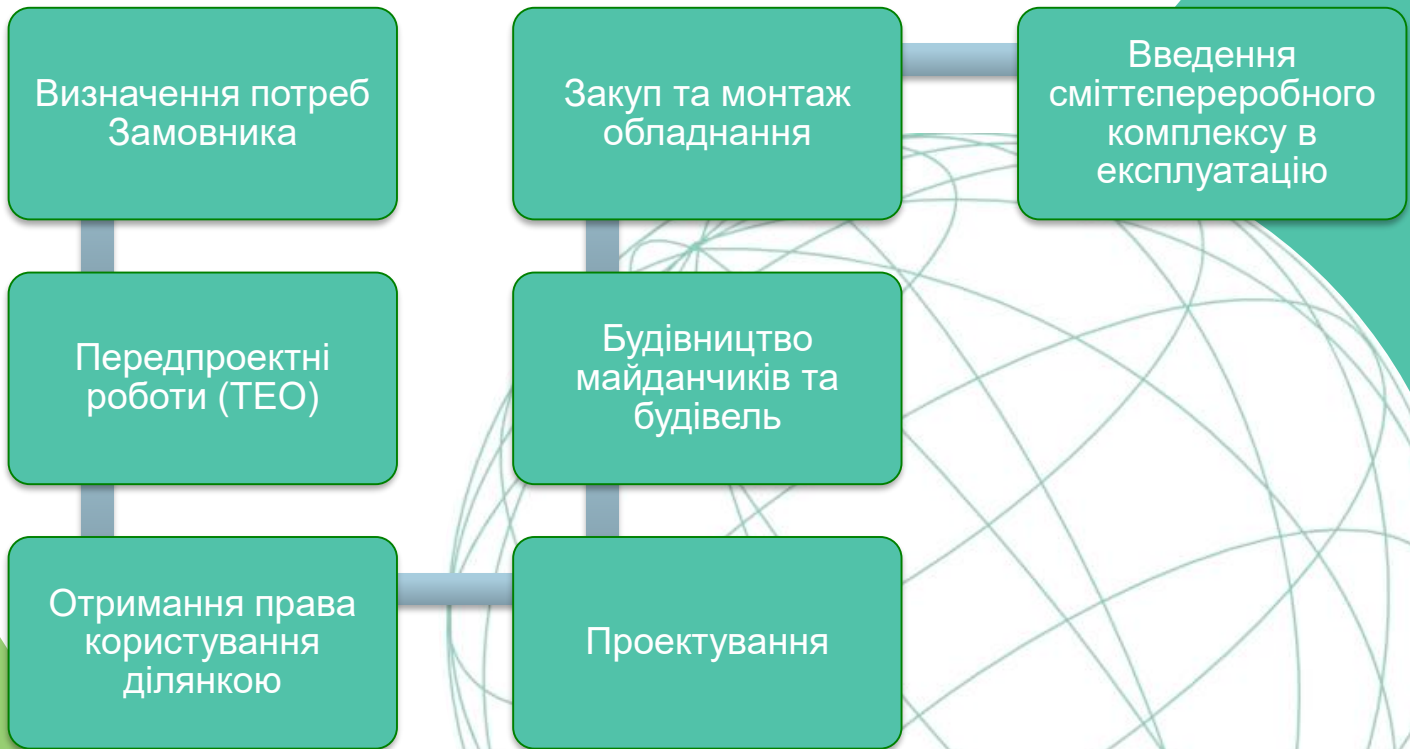 Визначення потреб
Замовника
Передпроектні
роботи (ТЕО)
Отримання права
користування
ділянкою
Проектування
Будівництво
майданчиків та
будівель
Закуп та монтаж
обладнання
Введення
сміттєпереробного
комплексу в
експлуатацію